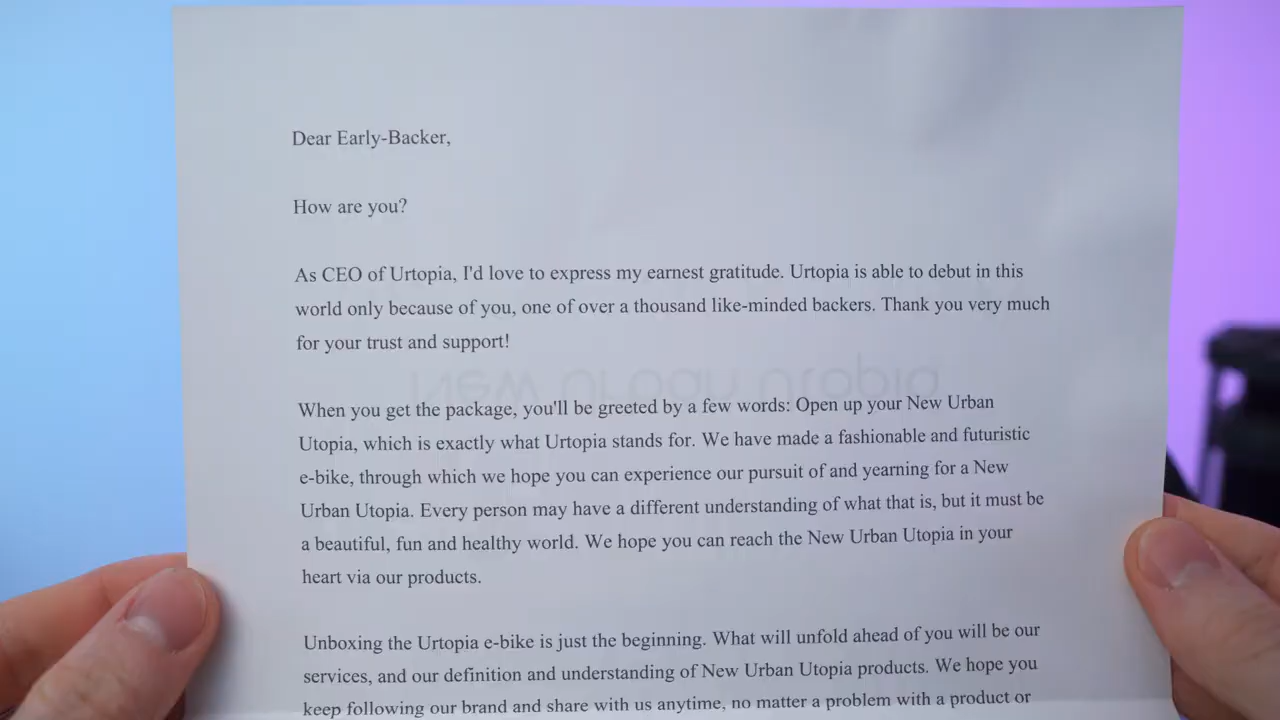 Dear Early-Backer,
How are you?
As CEO of Urtopia, I'd love to express my earnest gratitude. Urtopia is able to debut in this
world only because of you, one of over a thousand like-minded backers. Thank you very much
for your trust and support!
When you get the package, you'll be greeted by a few words: Open up your New Urban
Utopia, which is exactly what Urtopia stands for. We have made a fashionable and futuristic
e-bike, through which we hope you can experience our pursuit of and yearning for a New
Urban Utopia. Every person may have a different understanding of what that is, but it must be
a beautiful, fun and healthy world. We hope you can reach the New Urban Utopia in your
heart via our products.
Unboxing the Urtopia e-bike is just the beginning. What will unfold ahead of you will be our
services, and our definition and understanding of New Urban Utopia products. We hope you
keep following our brand and share with us anytime, no matter a problem with a product or